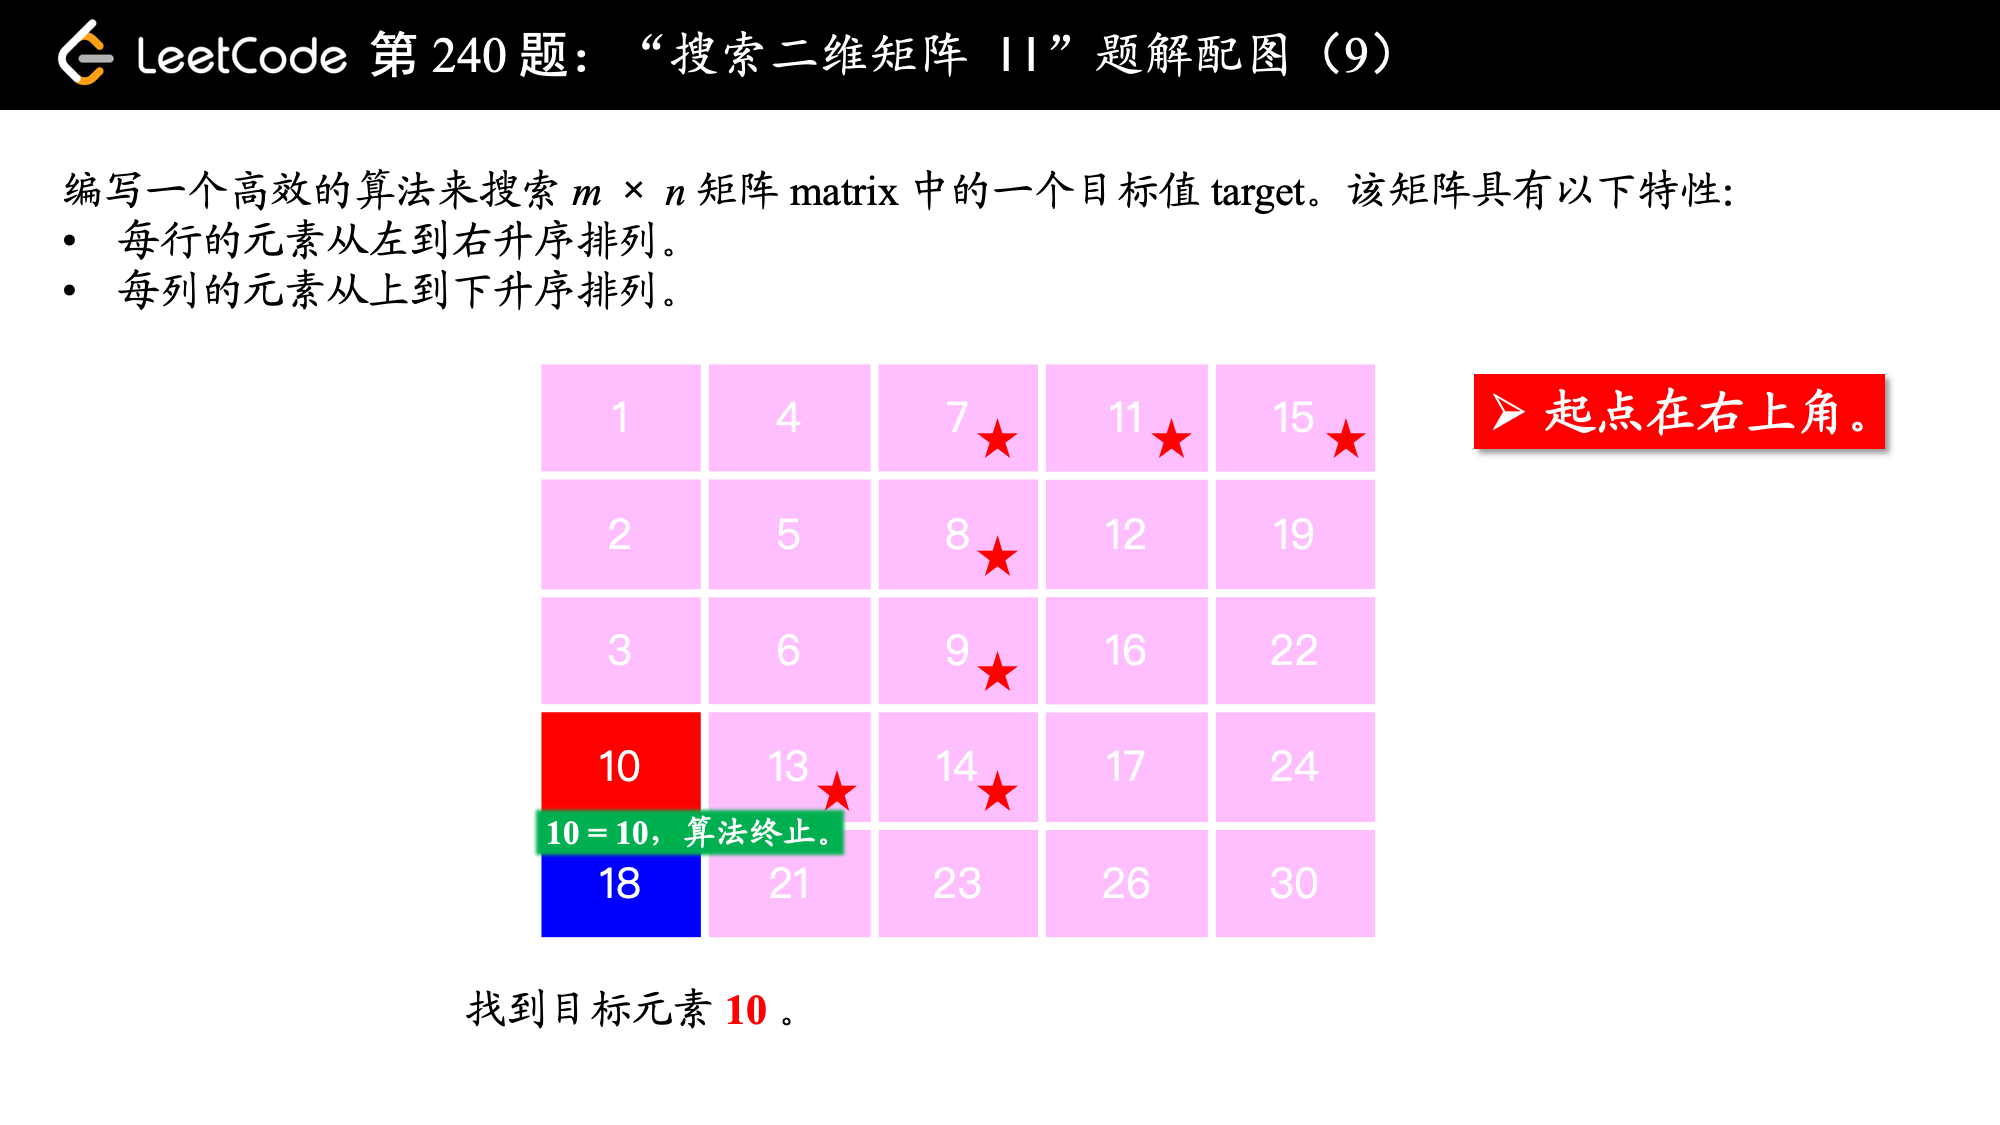 LeetCode 第 240 题：“搜索二维矩阵 II”题解配图（9）
编写一个高效的算法来搜索 m × n 矩阵 matrix 中的一个目标值 target。该矩阵具有以下特性：
• 每行的元素从左到右升序排列。
• 每列的元素从上到下升序排列。
➢ 起点在右上角。
1 4 7 11 15
2 5 8 12 19
3 6 9 16 22
10 13 14 17 24
10 = 10，算法终止。
18 21 23 26 30
找到目标元素 10 。